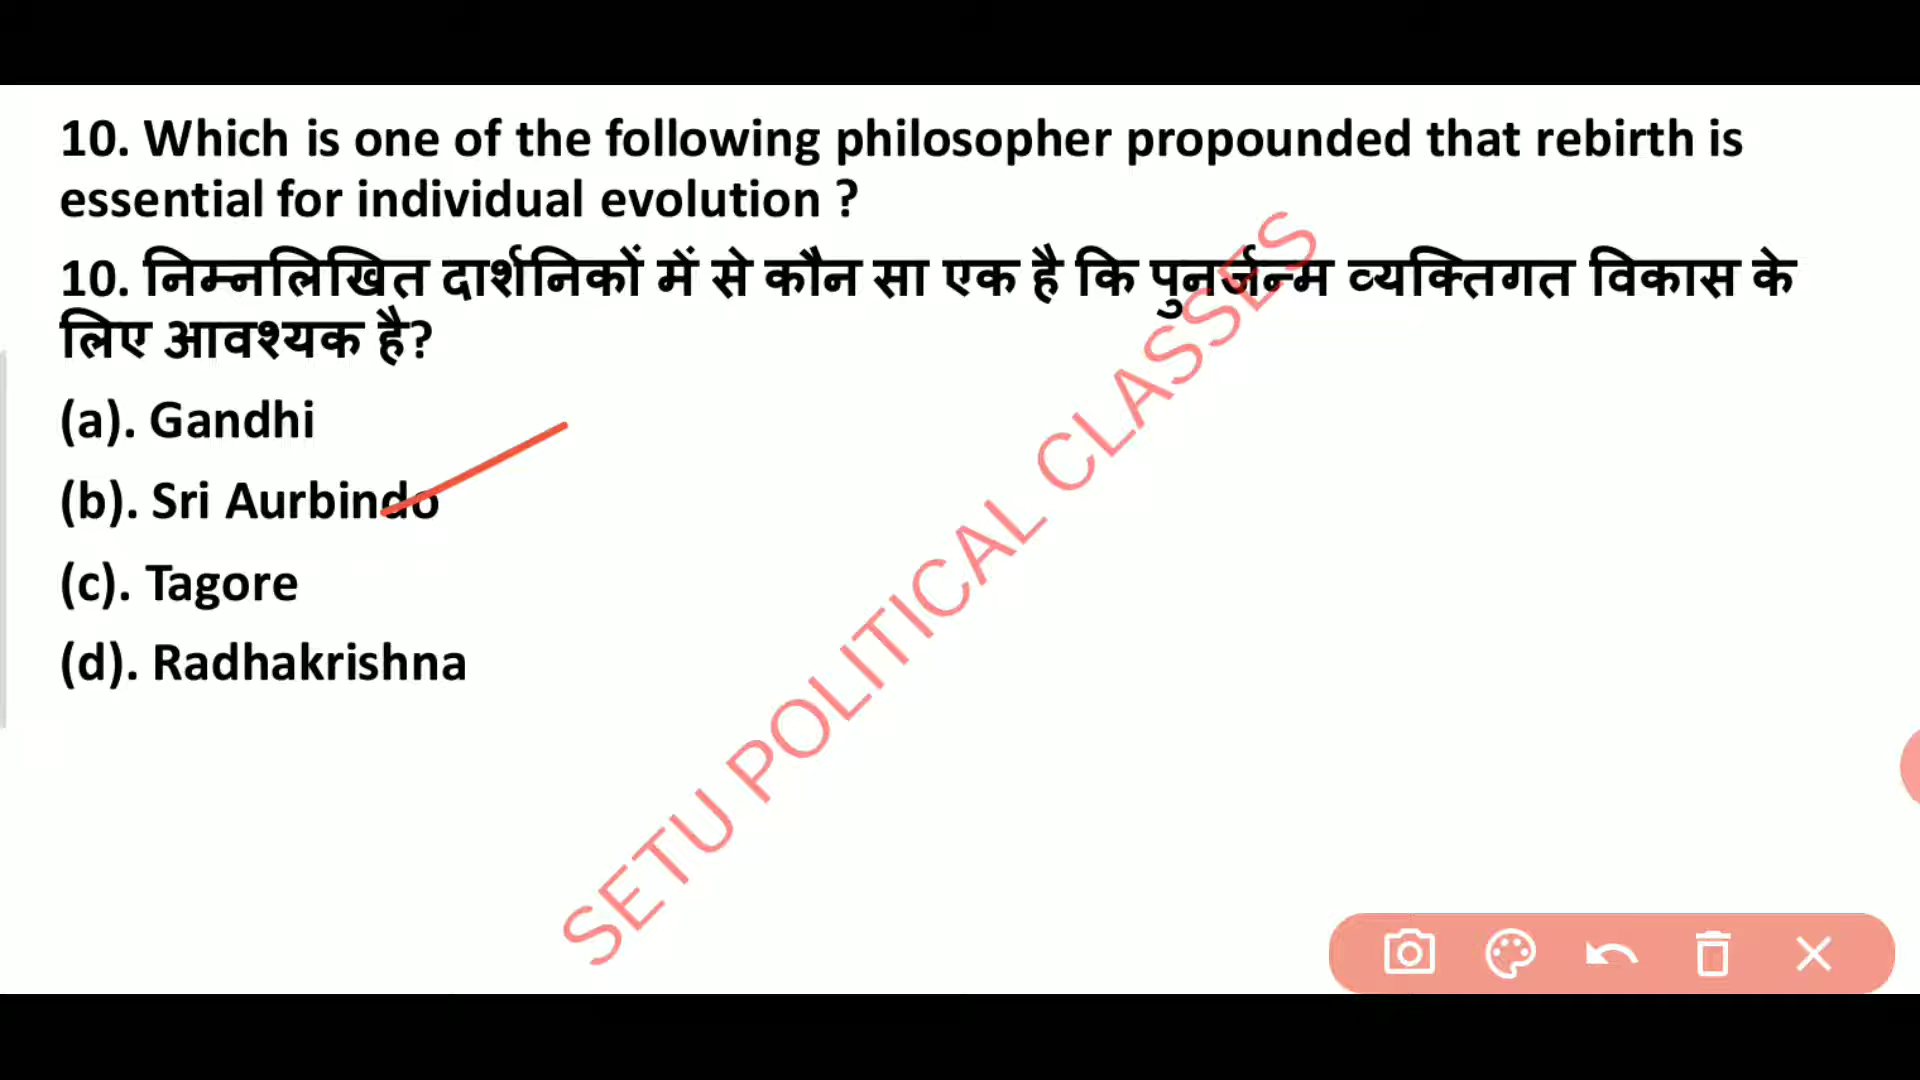 10. Which is one of the following philosopher propounded that rebirth is
essential for individual evolution ?
10. निम्नलिखित दार्शनिकों में से कौन सा एक है कि पुनर्जन्म व्यक्तिगत विकास के
लिए आवश्यक है?
(a). Gandhi
(b). Sri Aurbindo
(c). Tagore
(d). Radhakrishna
SETU POLITICAL CLASSES